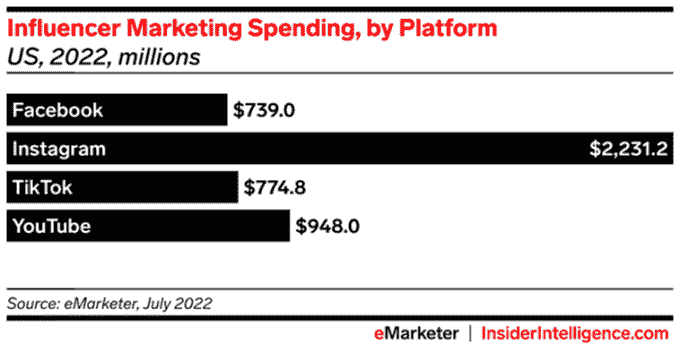 Influencer Marketing Spending, by Platform
US, 2022, millions
Facebook $739.0
Instagram $2,231.2
TikTok $774.8
YouTube $948.0
Source: eMarketer, July 2022
eMarketer | InsiderIntelligence.com